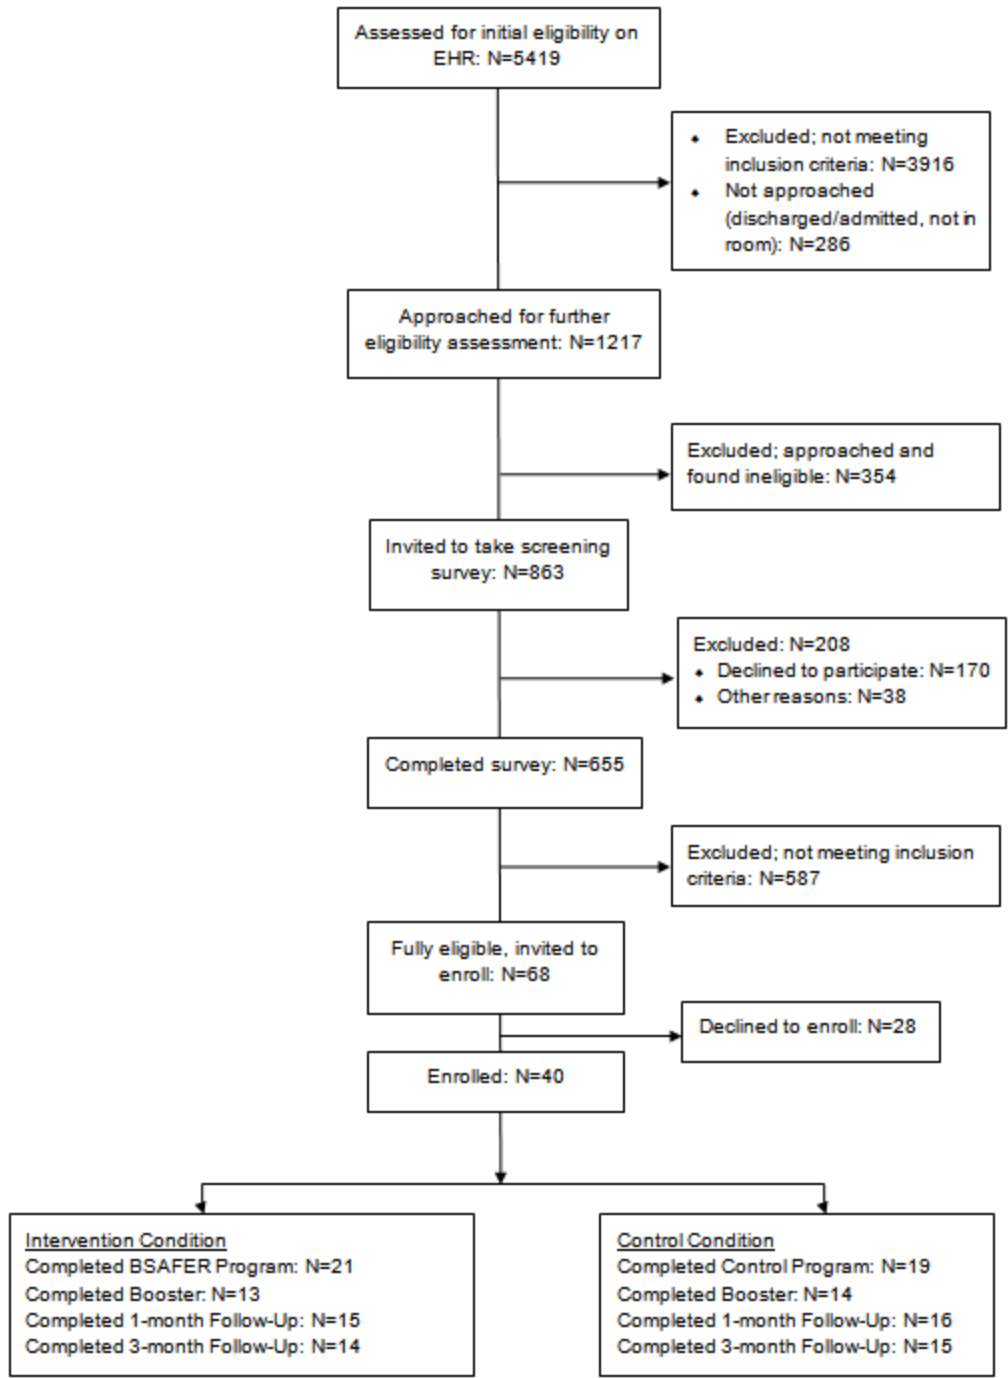 Assessed for initial eligibility on
EHR: N=5419
• Excluded; not meeting
inclusion criteria: N=3916
• Not approached
(discharged/admitted, not in
room): N=286
Approached for further
eligibility assessment: N=1217
Excluded; approached and
found ineligible: N=354
Invited to take screening
survey: N=863
Excluded: N=208
• Declined to participate: N=170
• Other reasons: N=38
Completed survey: N=655
Excluded; not meeting inclusion
criteria: N=587
Fully eligible, invited to
enroll: N=68
Declined to enroll: N=28
Enrolled: N=40
Intervention Condition
Completed BSAFER Program: N=21
Completed Booster: N=13
Completed 1-month Follow-Up: N=15
Completed 3-month Follow-Up: N=14
Control Condition
Completed Control Program: N=19
Completed Booster: N=14
Completed 1-month Follow-Up: N=16
Completed 3-month Follow-Up: N=15